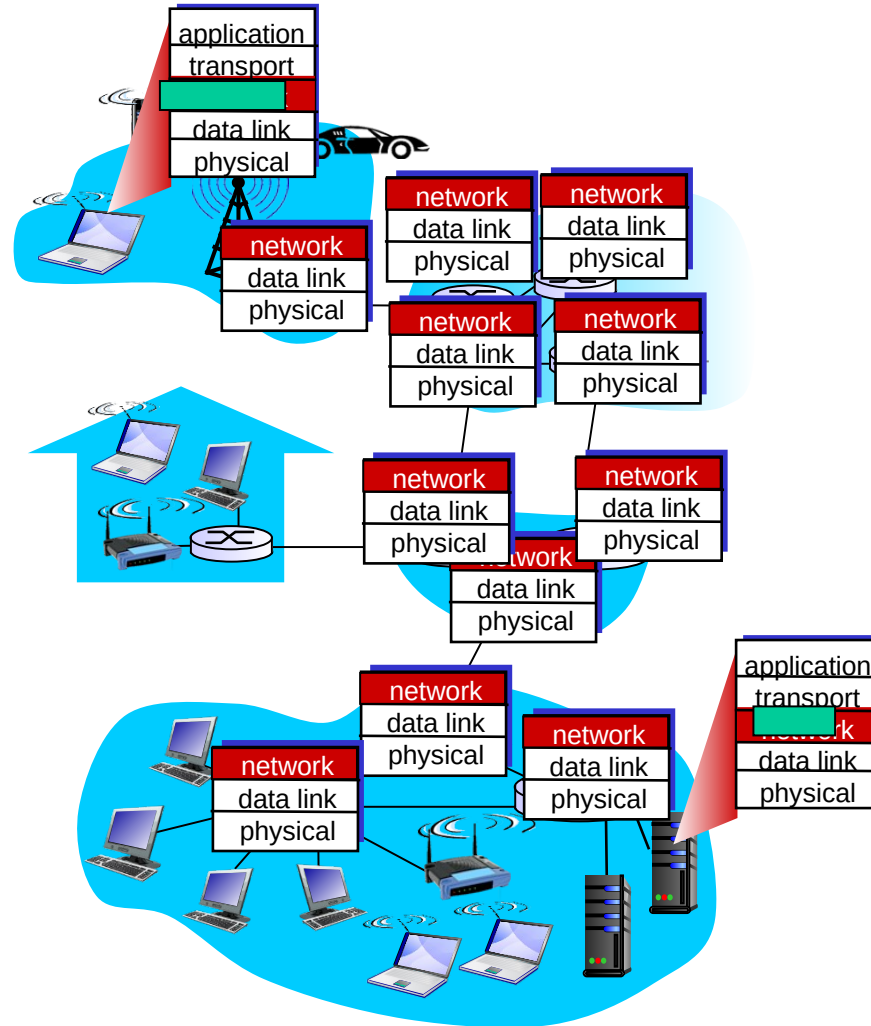 application
transport
data link
physical
network
data link
physical
network
data link
physical
network
data link
physical
network
data link
physical
network
data link
physical
network
data link
physical
network
data link
physical
network
data link
physical
application
transport
network
data link
physical
network
data link
physical
network
data link
physical
network
data link
physical